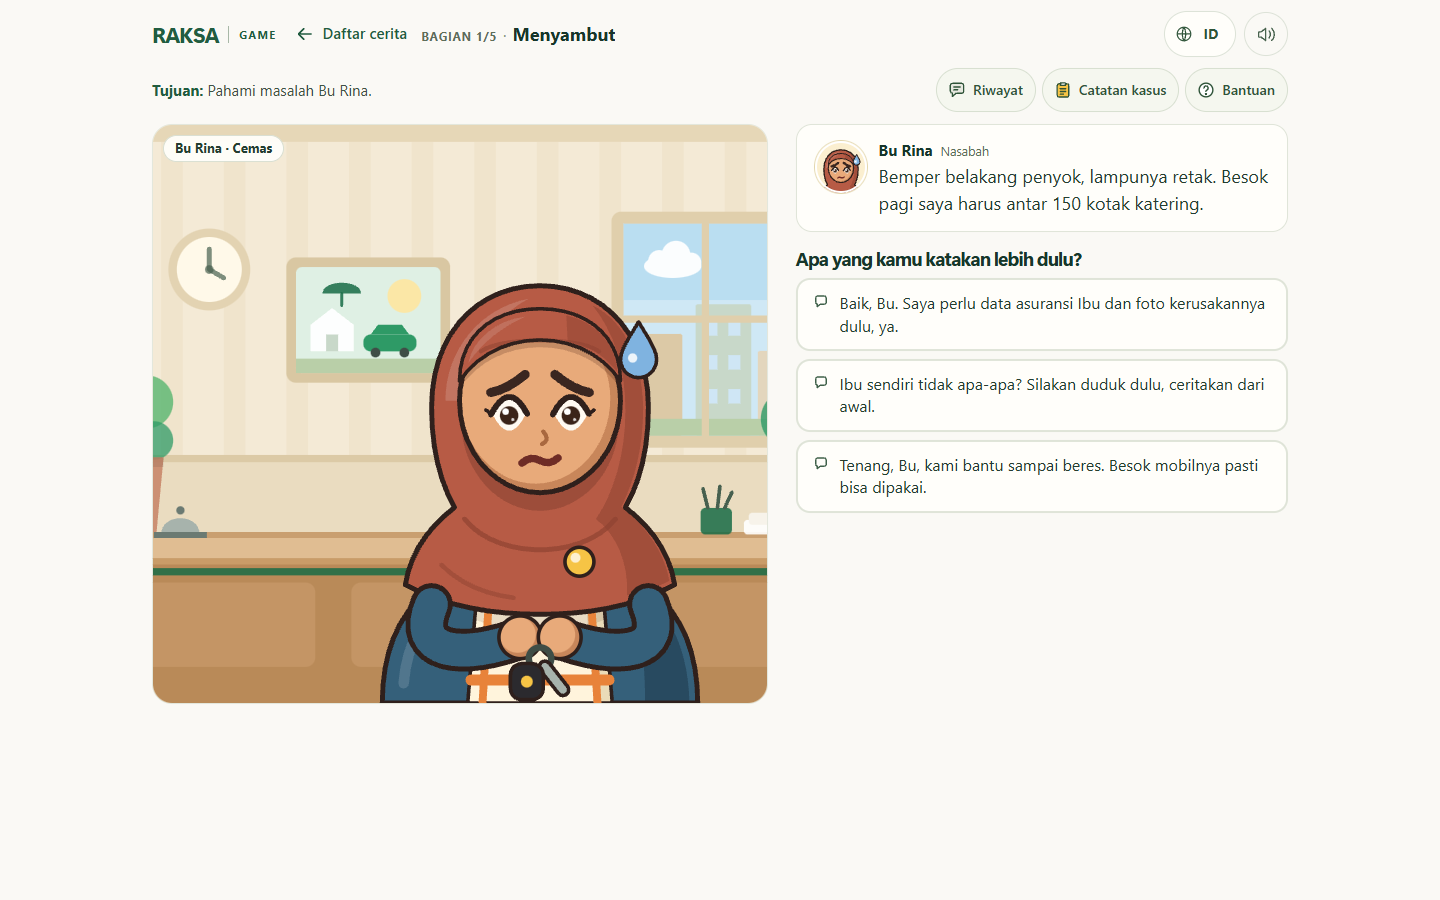 RAKSA GAME Daftar cerita BAGIAN 1/5 · Menyambut ID
Tujuan: Pahami masalah Bu Rina. Riwayat Catatan kasus Bantuan
Bu Rina · Cemas
Bu Rina Nasabah
Bemper belakang penyok, lampunya retak. Besok
pagi saya harus antar 150 kotak katering.
Apa yang kamu katakan lebih dulu?
Baik, Bu. Saya perlu data asuransi Ibu dan foto kerusakannya
dulu, ya.
Ibu sendiri tidak apa-apa? Silakan duduk dulu, ceritakan dari
awal.
Tenang, Bu, kami bantu sampai beres. Besok mobilnya pasti
bisa dipakai.